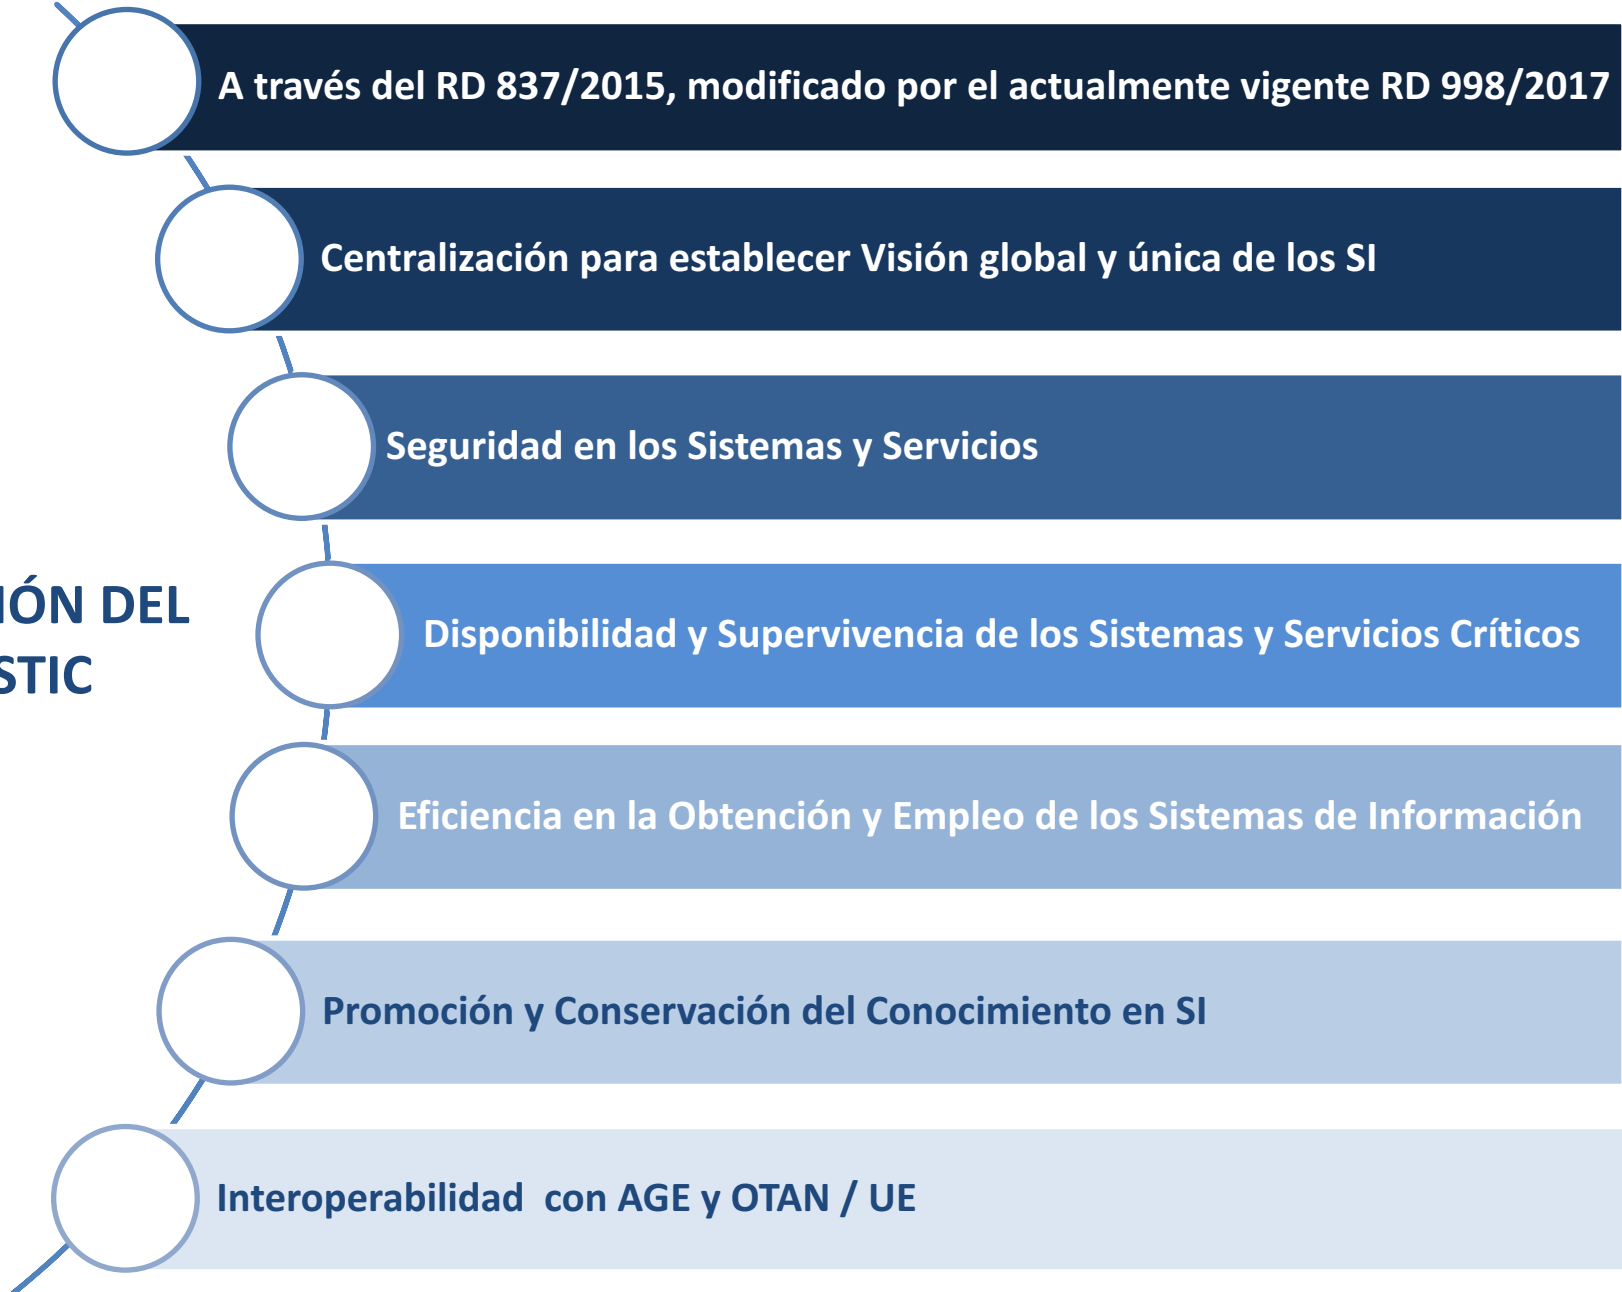 A través del RD 837/2015, modificado por el actualmente vigente RD 998/2017
Centralización para establecer Visión global y única de los SI
Seguridad en los Sistemas y Servicios
DEL
Disponibilidad y Supervivencia de los Sistemas y Servicios Críticos
Eficiencia en la Obtención y Empleo de los Sistemas de Información
Promoción y Conservación del Conocimiento en SI
Interoperabilidad con AGE y OTAN / UE